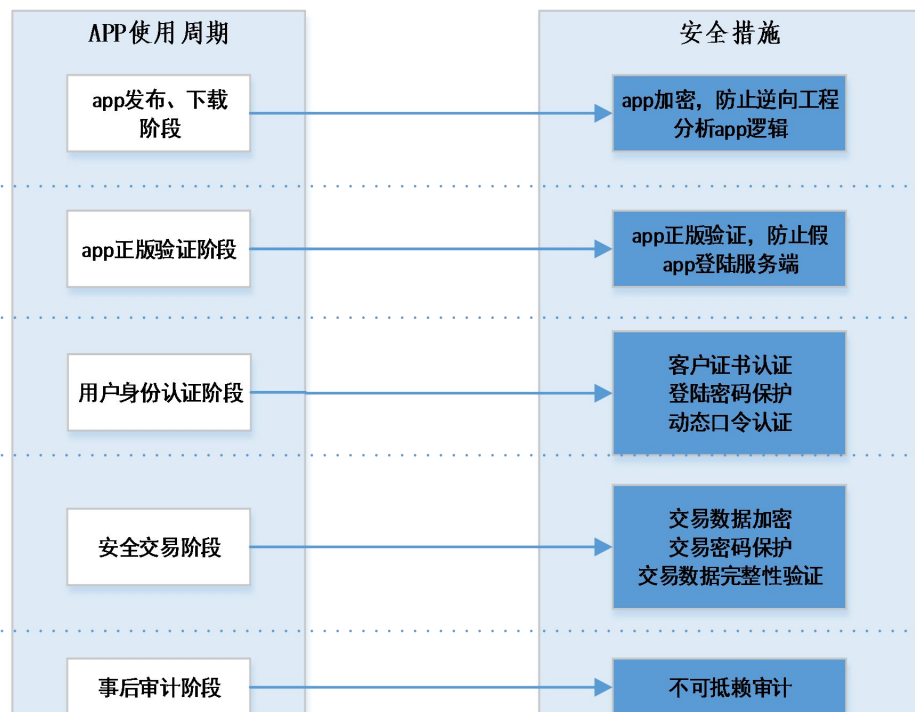 APP使用周期
安全措施
app发布、下载
阶段
app加密，防止逆向工程
分析app逻辑
app正版验证阶段
app正版验证，防止假
app登陆服务端
用户身份认证阶段
客户证书认证
登陆密码保护
动态口令认证
安全交易阶段
交易数据加密
交易密码保护
交易数据完整性验证
事后审计阶段
不可抵赖审计